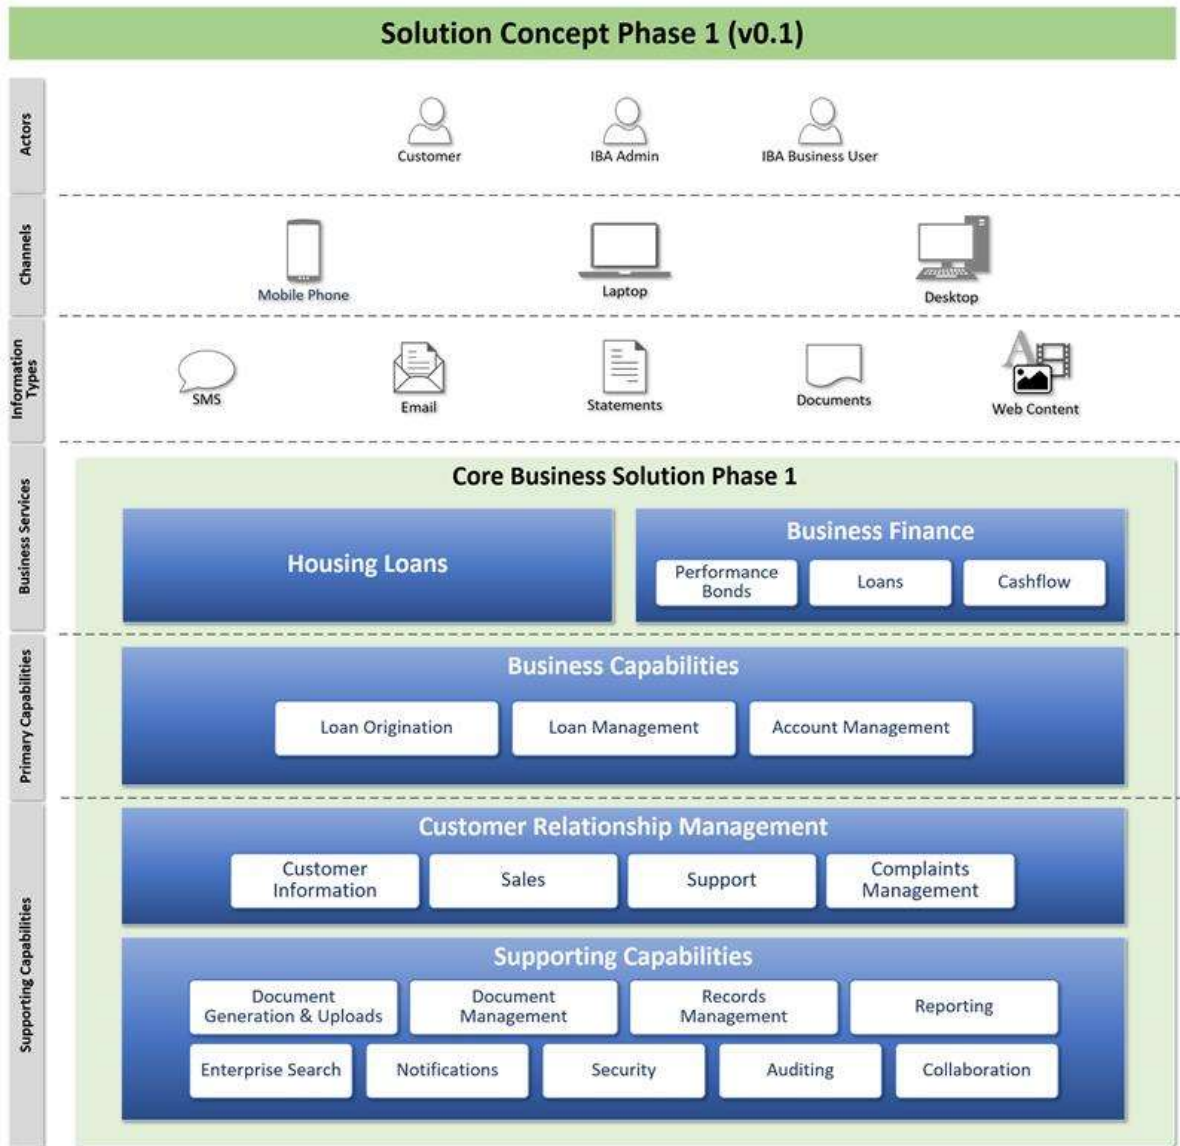 Solution Concept Phase 1 (v0.1)
Actors
Customer
IBA Admin
IBA Business User
Channels
Mobile Phone
Laptop
Desktop
Information
Types
SMS
Email
Statements
Documents
A
Web Content
Business Services
Core Business Solution Phase 1
Housing Loans
Business Finance
Performance
Bonds
Loans
Cashflow
Primary Capabilities
Business Capabilities
Loan Origination
Loan Management
Account Management
Supporting Capabilities
Customer Relationship Management
Customer
Information
Sales
Support
Complaints
Management
Supporting Capabilities
Document
Generation & Uploads
Document
Management
Records
Management
Reporting
Enterprise Search
Notifications
Security
Auditing
Collaboration